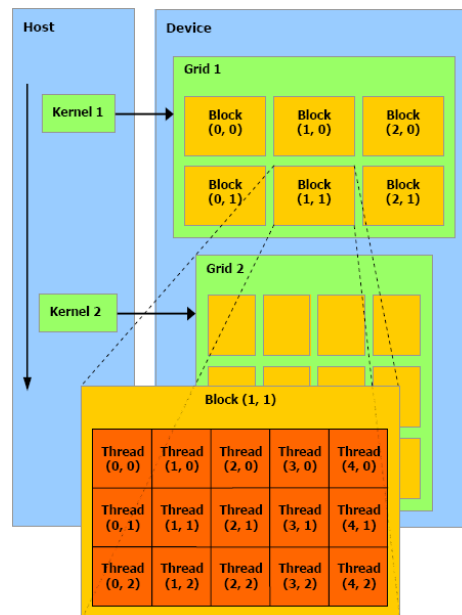 Host
Device
Grid 1
Kernel 1
Block
(0, 0)
Block
(1, 0)
Block
(2, 0)
Block
(0, 1)
Block
(1, 1)
Block
(2, 1)
Grid 2
Kernel 2
Block (1, 1)
Thread
(0, 0)
Thread
(1, 0)
Thread
(2, 0)
Thread
(3, 0)
Thread
(4, 0)
Thread
(0, 1)
Thread
(1, 1)
Thread
(2, 1)
Thread
(3, 1)
Thread
(4, 1)
Thread
(0, 2)
Thread
(1, 2)
Thread
(2, 2)
Thread
(3, 2)
Thread
(4, 2)